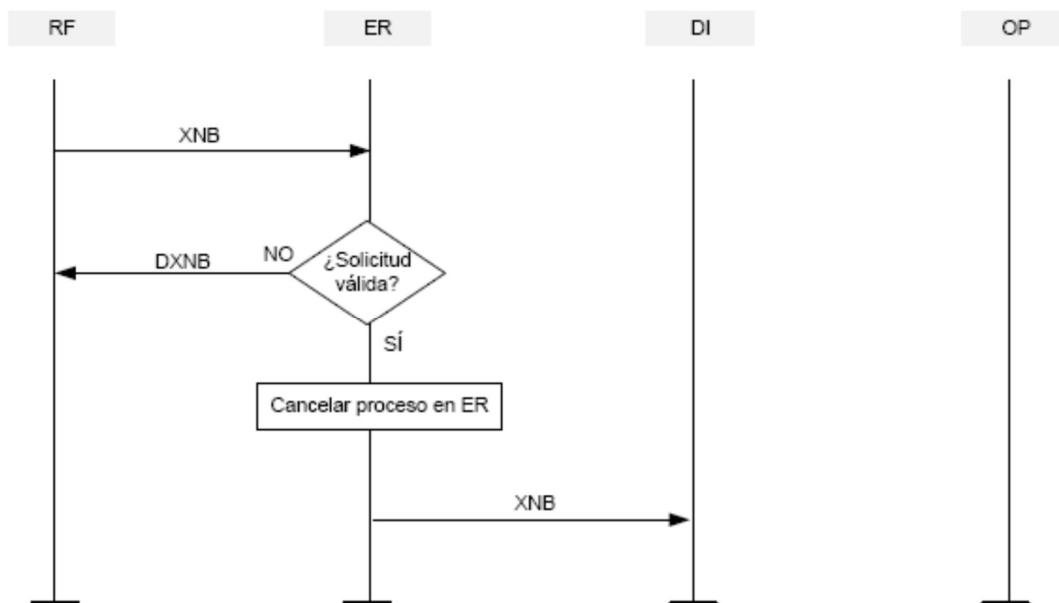 RF ER DI OP
XNB
¿Solicitud
válida?
NO
DXNB
SÍ
Cancelar proceso en ER
XNB